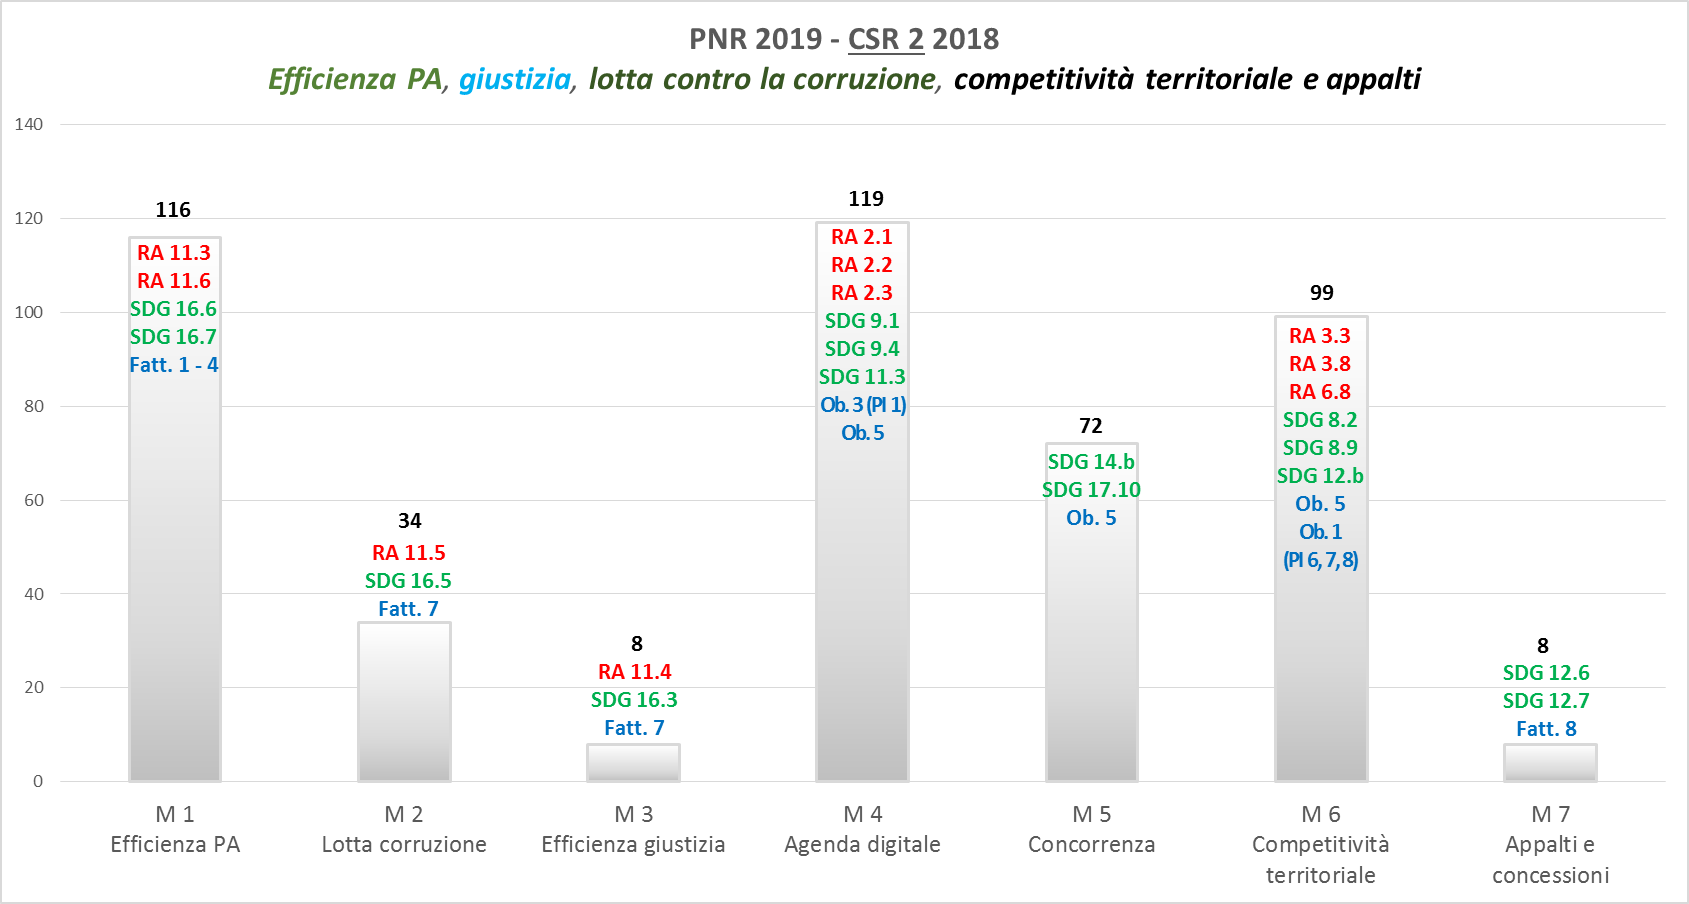 PNR 2019 - CSR 2 2018
Efficienza PA, giustizia, lotta contro la corruzione, competitività territoriale e appalti
140
120
100
80
60
40
20
0
116
RA 11.3
RA 11.6
SDG 16.6
SDG 16.7
Fatt. 1 - 4
34
RA 11.5
SDG 16.5
Fatt. 7
8
RA 11.4
SDG 16.3
Fatt. 7
119
RA 2.1
RA 2.2
RA 2.3
SDG 9.1
SDG 9.4
SDG 11.3
Ob. 3 (PI 1)
Ob. 5
72
SDG 14.b
SDG 17.10
Ob. 5
99
RA 3.3
RA 3.8
RA 6.8
SDG 8.2
SDG 8.9
SDG 12.b
Ob. 5
Ob. 1
(PI 6, 7, 8)
8
SDG 12.6
SDG 12.7
Fatt. 8
M 1
Efficienza PA
M 2
Lotta corruzione
M 3
Efficienza giustizia
M 4
Agenda digitale
M 5
Concorrenza
M 6
Competitività
territoriale
M 7
Appalti e
concessioni